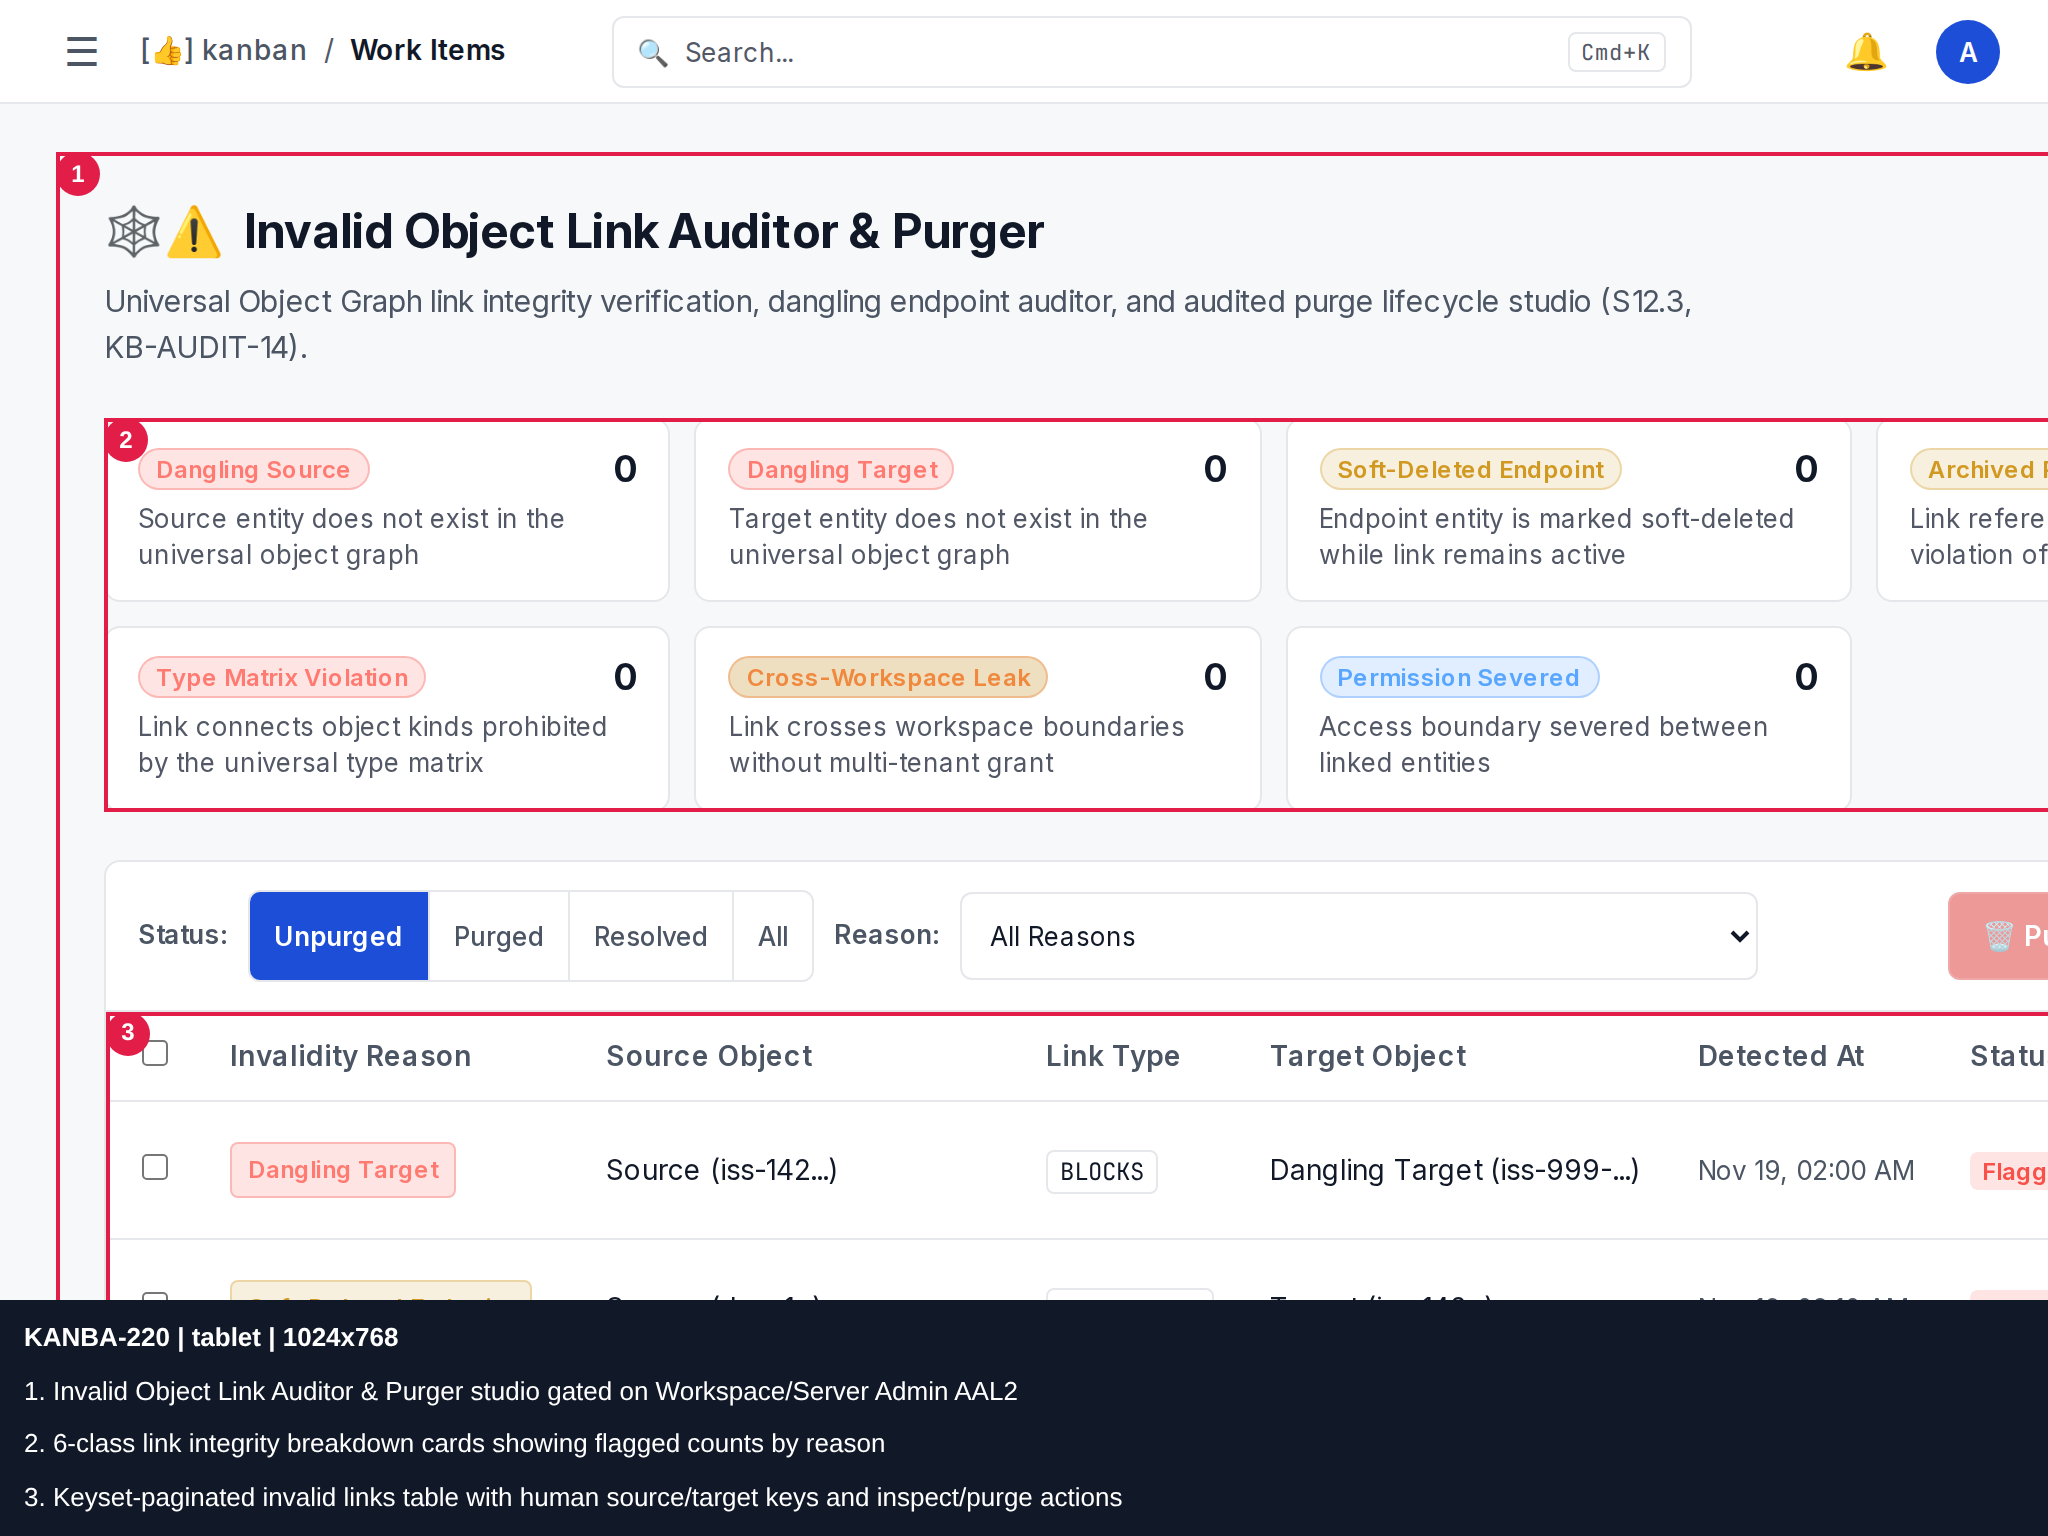 [👍] kanban / Work Items
Search...
Cmd+K
A
1
Invalid Object Link Auditor & Purger
Universal Object Graph link integrity verification, dangling endpoint auditor, and audited purge lifecycle studio (S12.3,
KB-AUDIT-14).
2
Dangling Source 0
Source entity does not exist in the
universal object graph
Dangling Target 0
Target entity does not exist in the
universal object graph
Soft-Deleted Endpoint 0
Endpoint entity is marked soft-deleted
while link remains active
Archived
Link
violation of
Type Matrix Violation 0
Link connects object kinds prohibited
by the universal type matrix
Cross-Workspace Leak 0
Link crosses workspace boundaries
without multi-tenant grant
Permission Severed 0
Access boundary severed between
linked entities
Status: Unpurged Purged Resolved All Reason: All Reasons
3
Invalidity Reason Source Object Link Type Target Object Detected At
Dangling Target Source (iss-142...) BLOCKS Dangling Target (iss-999-...) Nov 19, 02:00 AM
KANBA-220 | tablet | 1024x768
1. Invalid Object Link Auditor & Purger studio gated on Workspace/Server Admin AAL2
2. 6-class link integrity breakdown cards showing flagged counts by reason
3. Keyset-paginated invalid links table with human source/target keys and inspect/purge actions